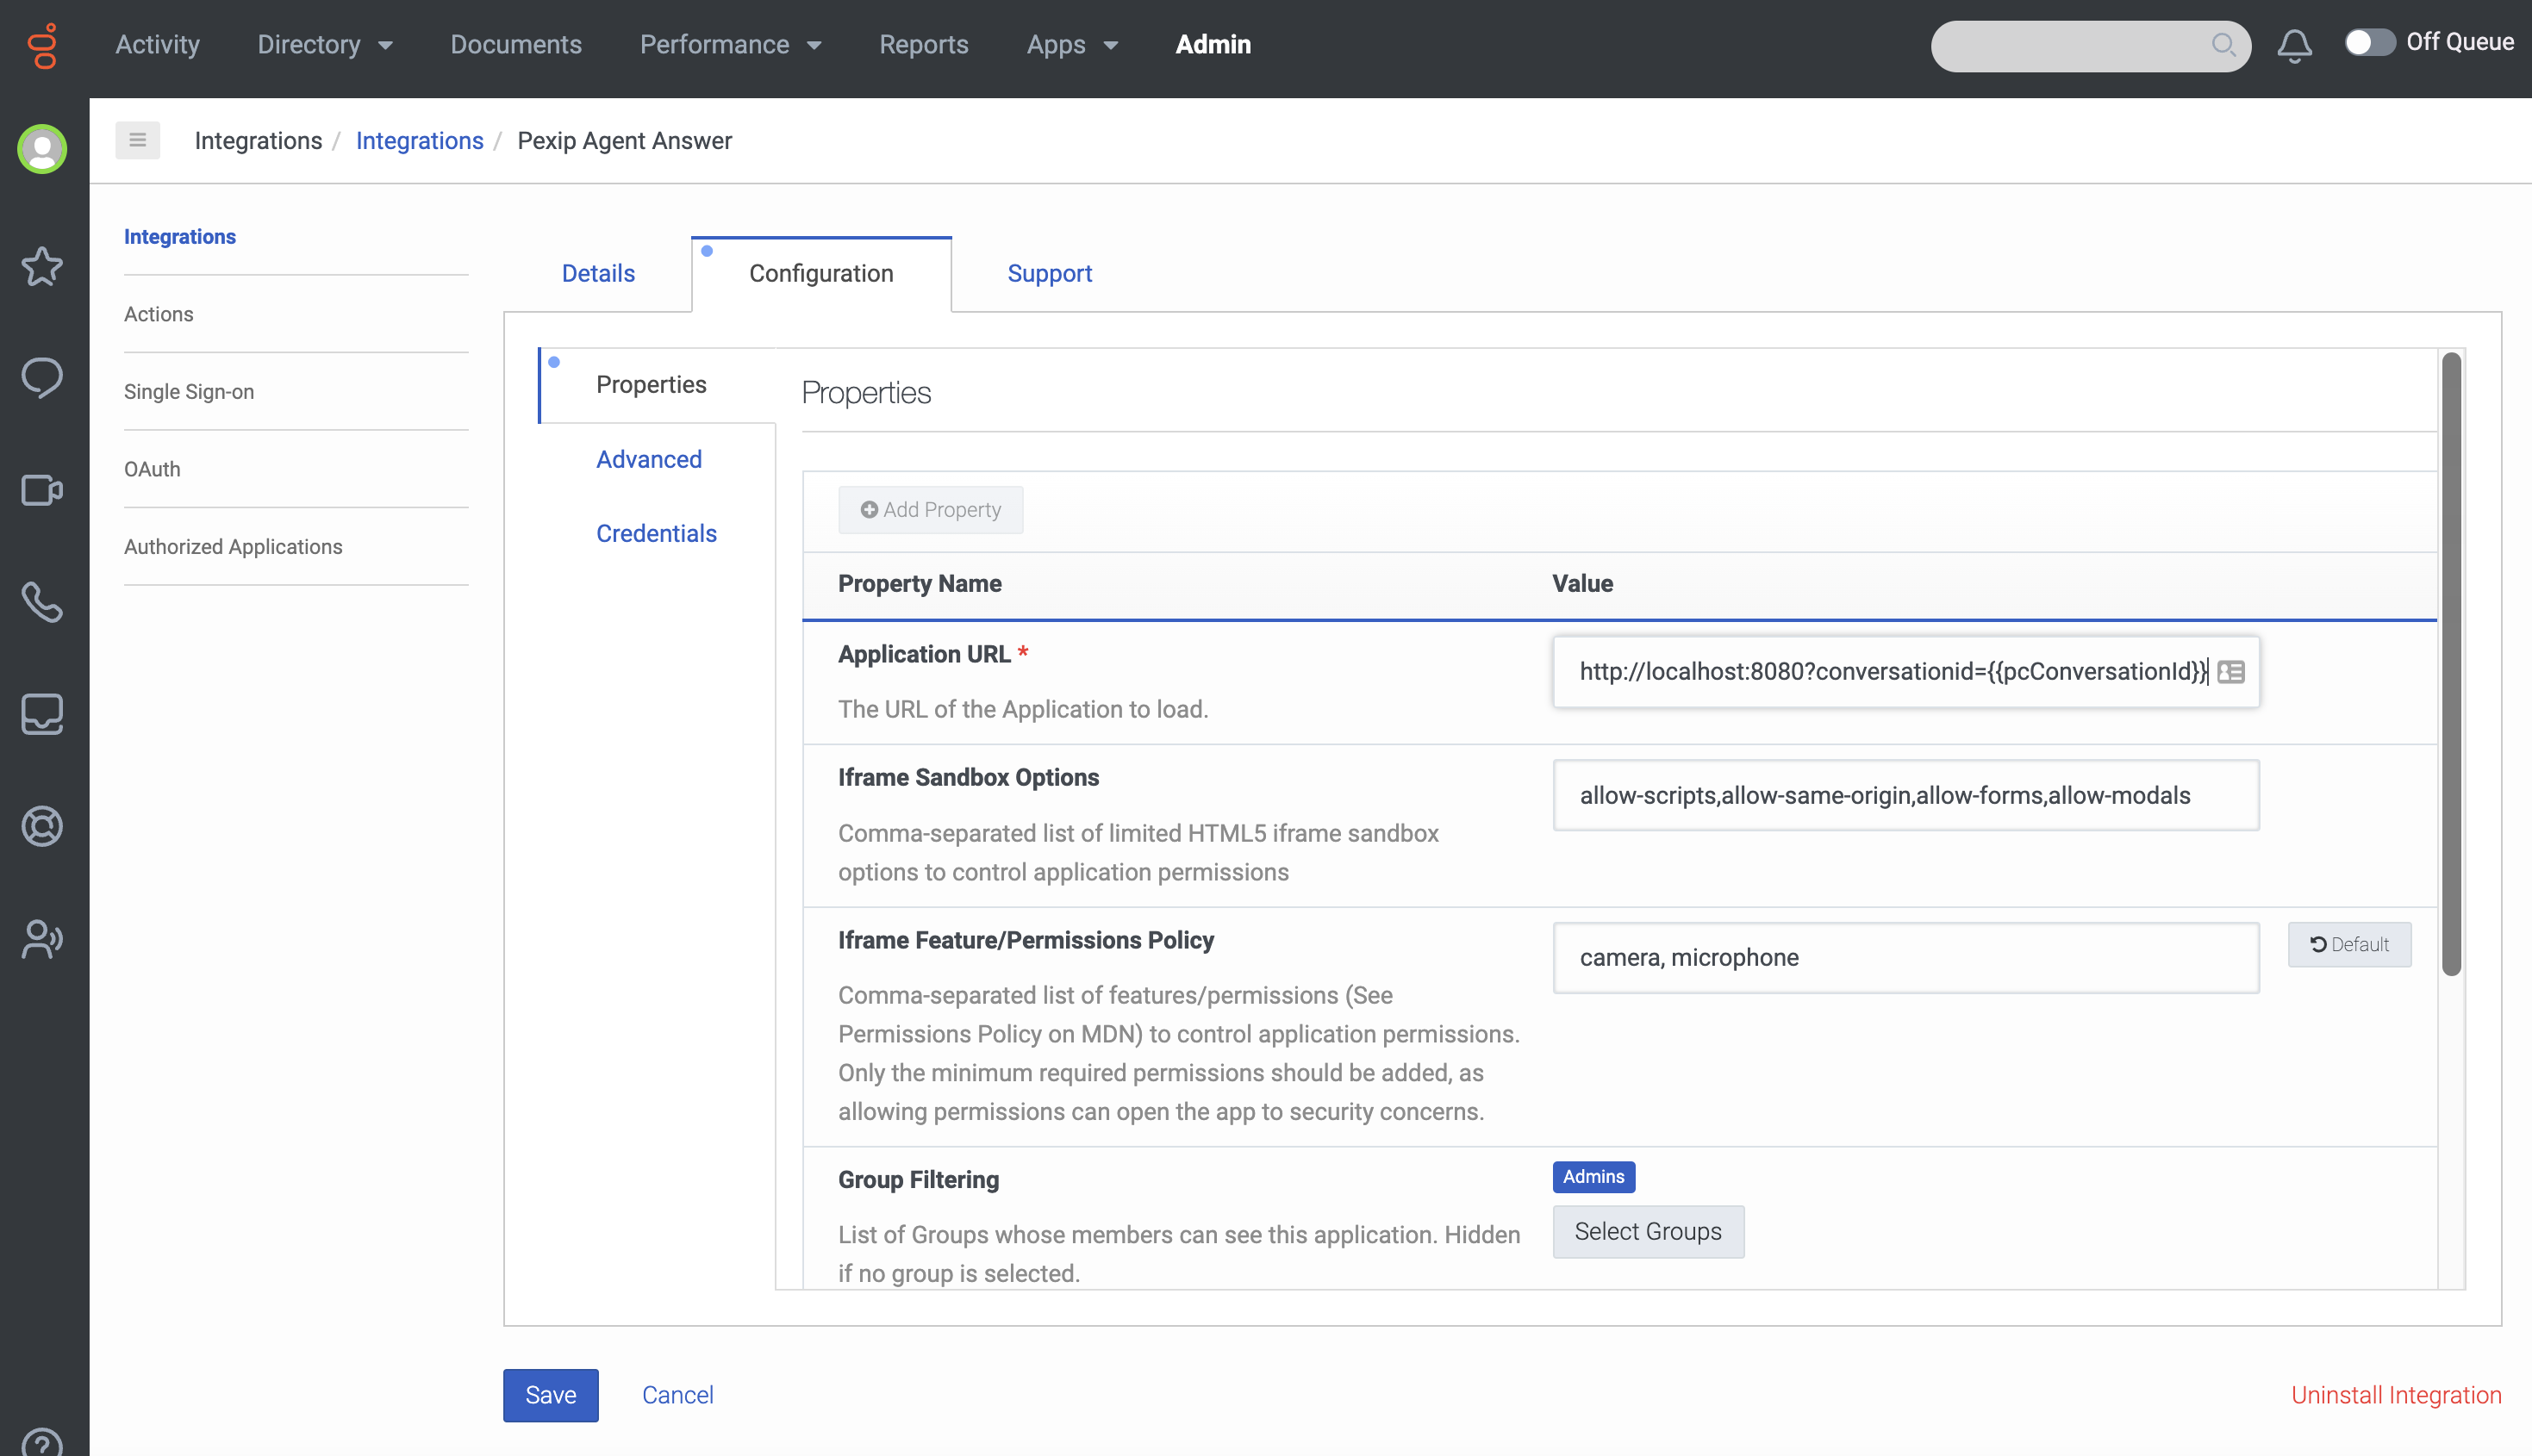 Activity Directory Documents Performance Reports Apps Admin Off Queue
Integrations / Integrations / Pexip Agent Answer
Integrations
Actions
Single Sign-on
OAuth
Authorized Applications
Details Configuration Support
Properties
Advanced
Credentials
Properties
Add Property
Property Name Value
Application URL * http://localhost:8080?conversationid={{pcConversationId}}
The URL of the Application to load.
Iframe Sandbox Options allow-scripts,allow-same-origin,allow-forms,allow-modals
Comma-separated list of limited HTML5 iframe sandbox
options to control application permissions
Iframe Feature/Permissions Policy camera, microphone Default
Comma-separated list of features/permissions (See
Permissions Policy on MDN) to control application permissions.
Only the minimum required permissions should be added, as
allowing permissions can open the app to security concerns.
Group Filtering Admins
Select Groups
List of Groups whose members can see this application. Hidden
if no group is selected.
Save Cancel Uninstall Integration